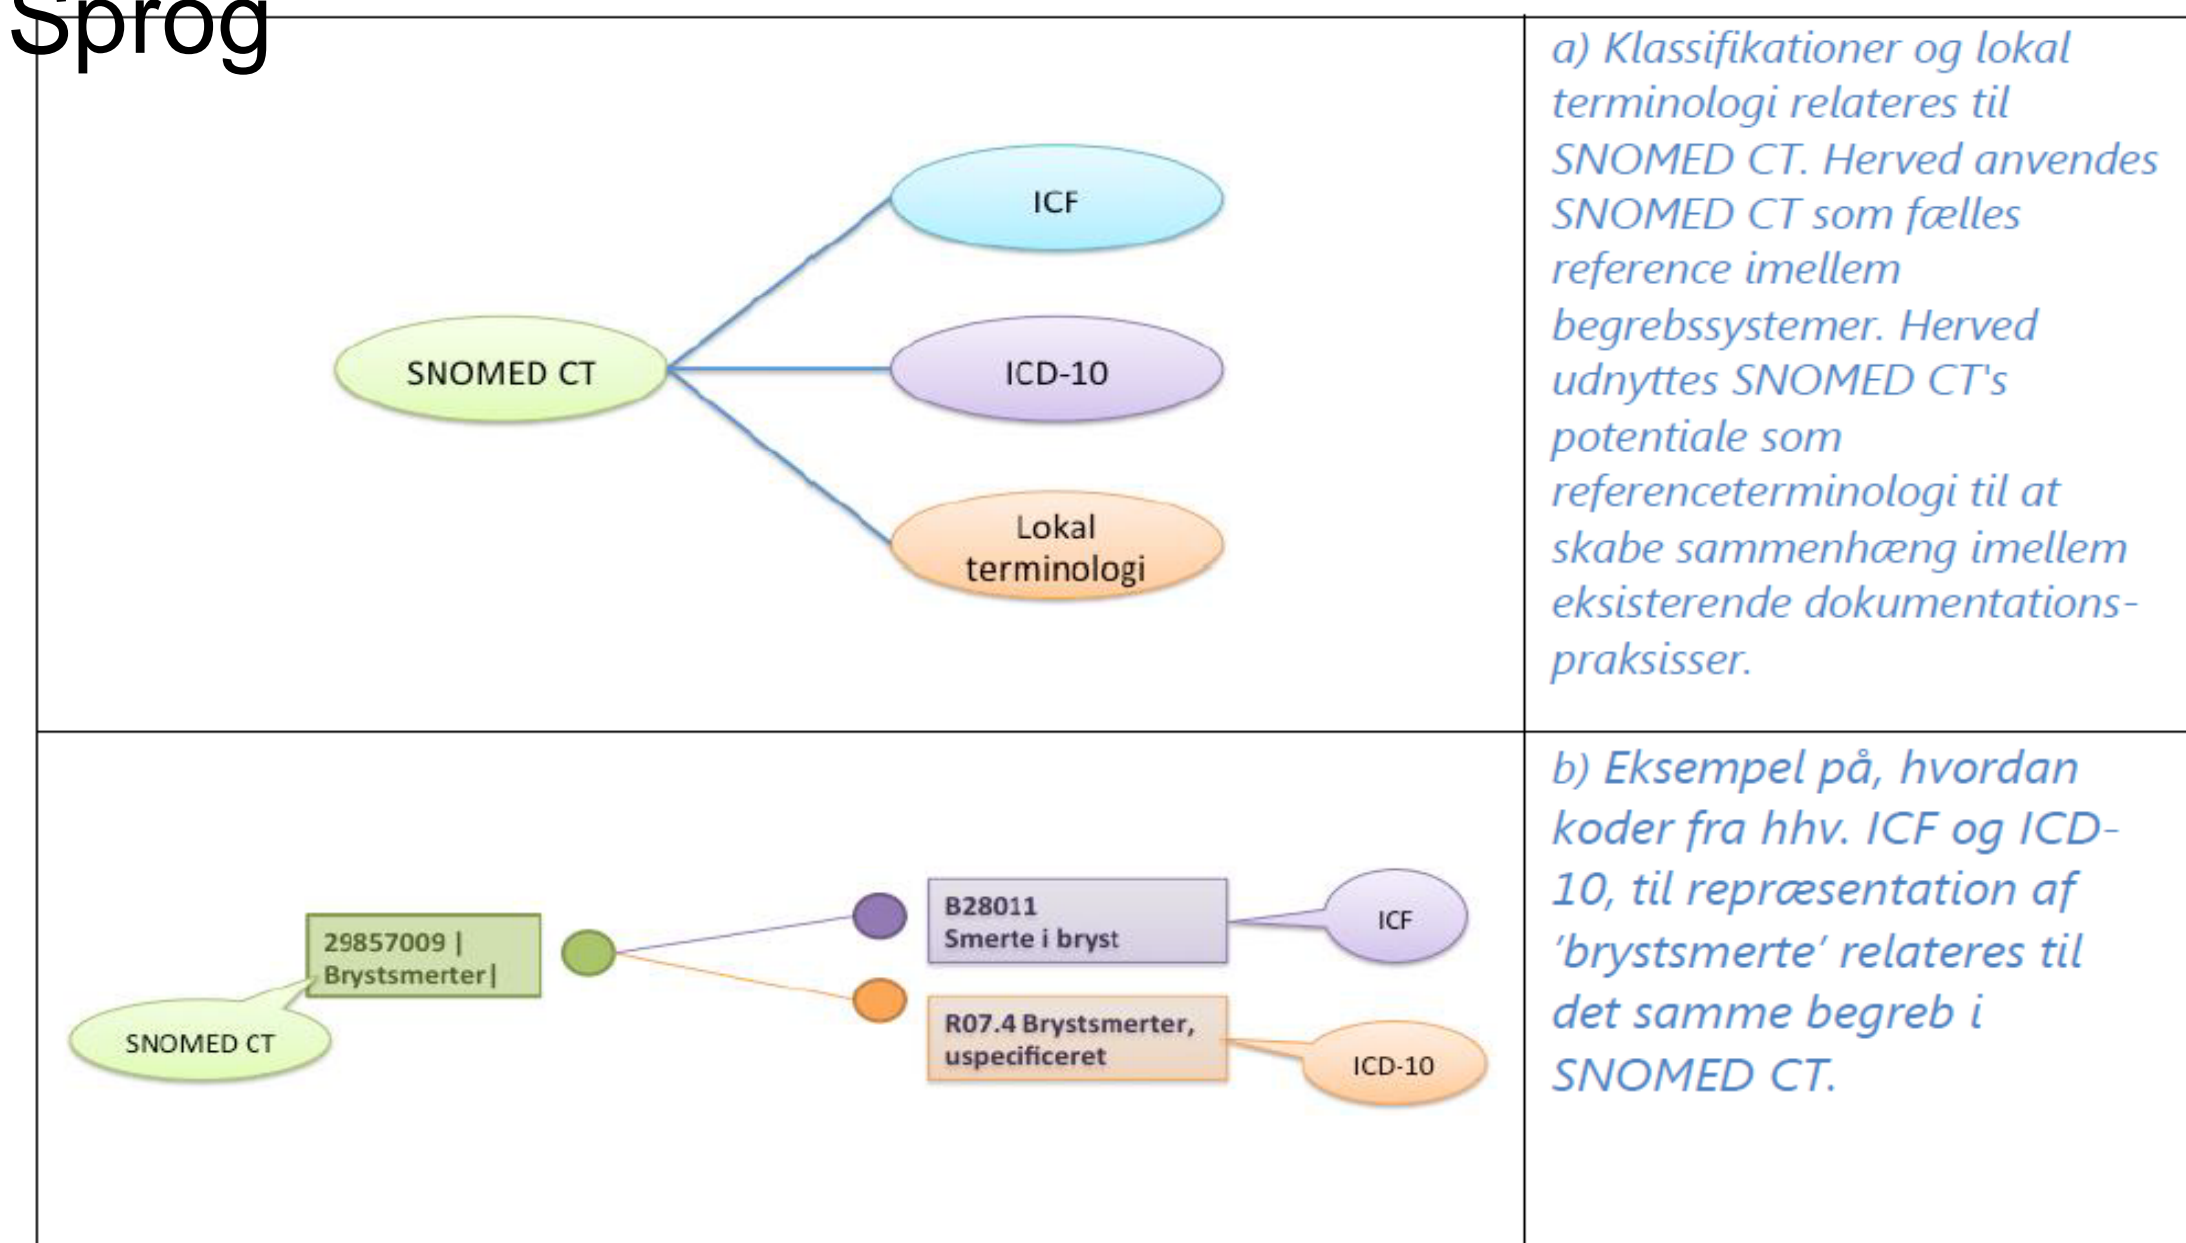 Sprog
ICF
SNOMED CT
ICD-10
Lokal
terminologi
a) Klassifikationer og lokal
terminologi relateres til
SNOMED CT. Herved anvendes
SNOMED CT som fælles
reference imellem
begrebssystemer. Herved
udnyttes SNOMED CT's
potentiale som
referenceterminologi til at
skabe sammenhæng imellem
eksisterende dokumentations-
praksisser.
29857009 |
Brystsmerter|
SNOMED CT
B28011
Smerte i bryst
ICF
R07.4 Brystsmerter,
uspecificeret
ICD-10
b) Eksempel på, hvordan
koder fra hhv. ICF og ICD-
10, til repræsentation af
’brystsmerte’ relateres til
det samme begreb i
SNOMED CT.